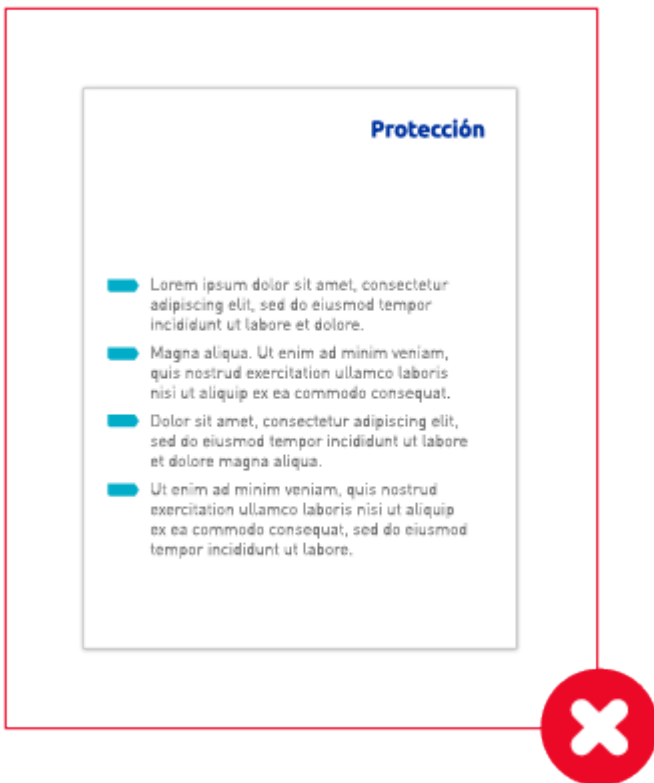 Protección
Lorem ipsum dolor sit amet, consectetur
adipiscing elit, sed do eiusmod tempor
incididunt ut labore et dolore.
Magna aliqua. Ut enim ad minim veniam,
quis nostrud exercitation ullamco laboris
nisi ut aliquip ex ea commodo consequat.
Dolor sit amet, consectetur adipiscing elit,
sed do eiusmod tempor incididunt ut labore
et dolore magna aliqua.
Ut enim ad minim veniam, quis nostrud
exercitation ullamco laboris nisi ut aliquip
ex ea commodo consequat, sed do eiusmod
tempor incididunt ut labore.